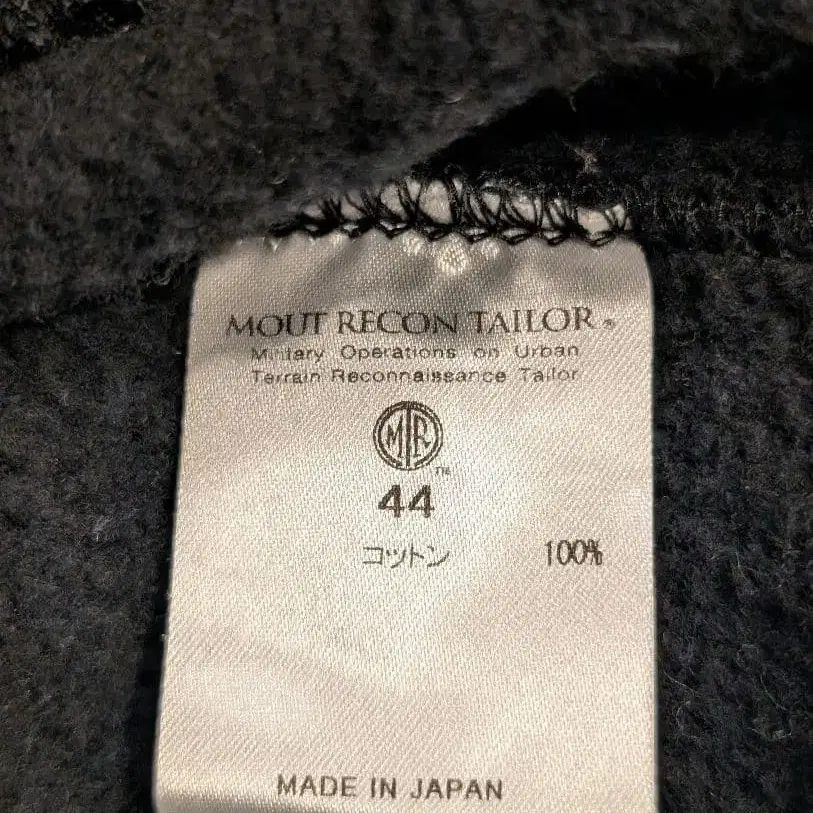 MOUT RECON TAILOR®
Military Operations on Urban
Terrain Reconnaissance Tailor
MTR™
44
コットン 100%
MADE IN JAPAN